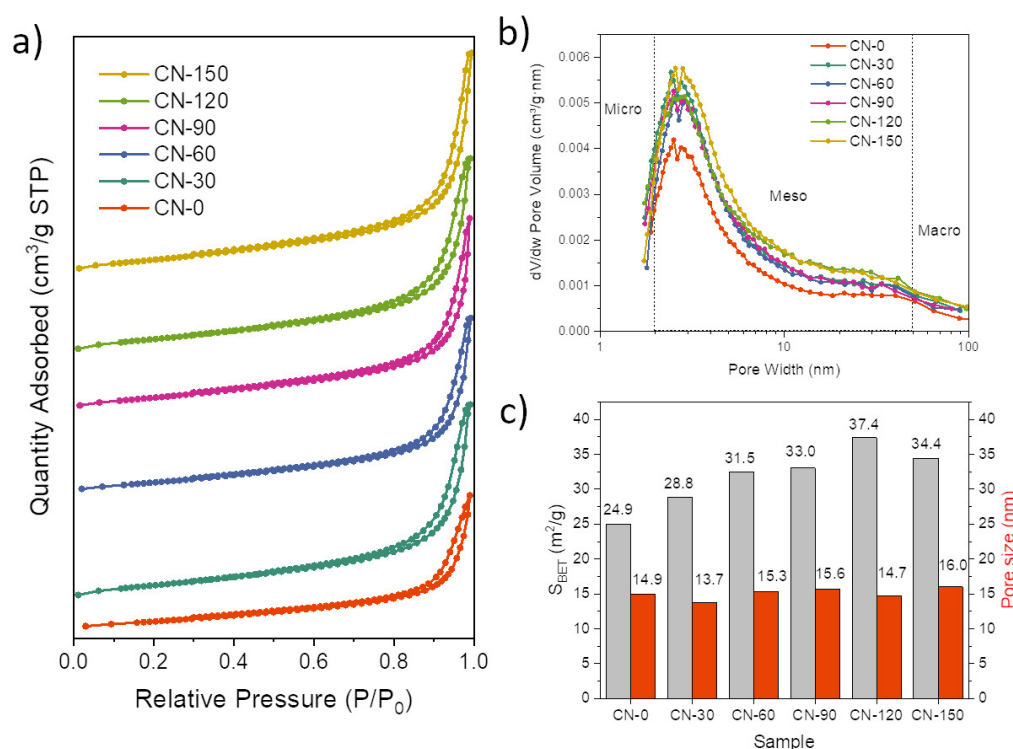 a)
CN-150
CN-120
CN-90
CN-60
CN-30
CN-0
Quantity Adsorbed (cm³/g STP)
0.0 0.2 0.4 0.6 0.8 1.0
Relative Pressure (P/P₀)
b)
0.006
0.005
0.004
0.003
0.002
0.001
0.000
dV/dw Pore Volume (cm³/g·nm)
Micro
Meso
Macro
CN-0
CN-30
CN-60
CN-90
CN-120
CN-150
1 10 100
Pore Width (nm)
c)
40
35
30
25
20
15
10
5
0
S_BET (m²/g)
24.9 28.8 31.5 33.0 37.4 34.4
14.9 13.7 15.3 15.6 14.7 16.0
40
35
30
25
20
15
10
5
0
Pore size (nm)
CN-0 CN-30 CN-60 CN-90 CN-120 CN-150
Sample